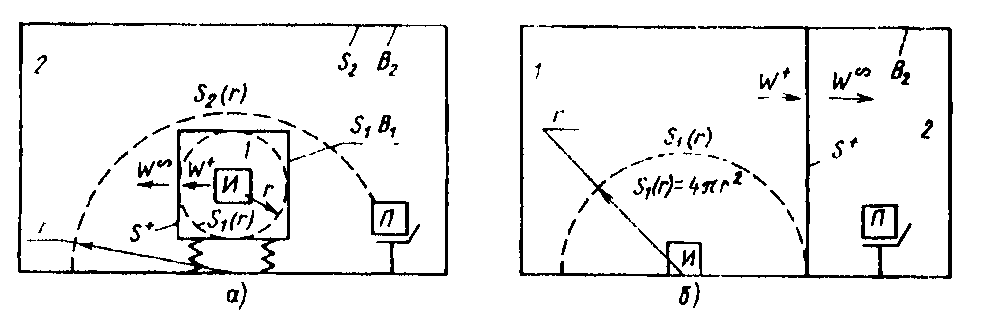 2
S₂ B₂
S₂(r)
S₁ B₁
1
W^∾ W⁺
И
r
S₁(r)
S⁺
r
П
а)
1
B₂
W⁺ W^∾
r
2
S₁(r)
S⁺
S₁(r)=4πr²
П
И
б)